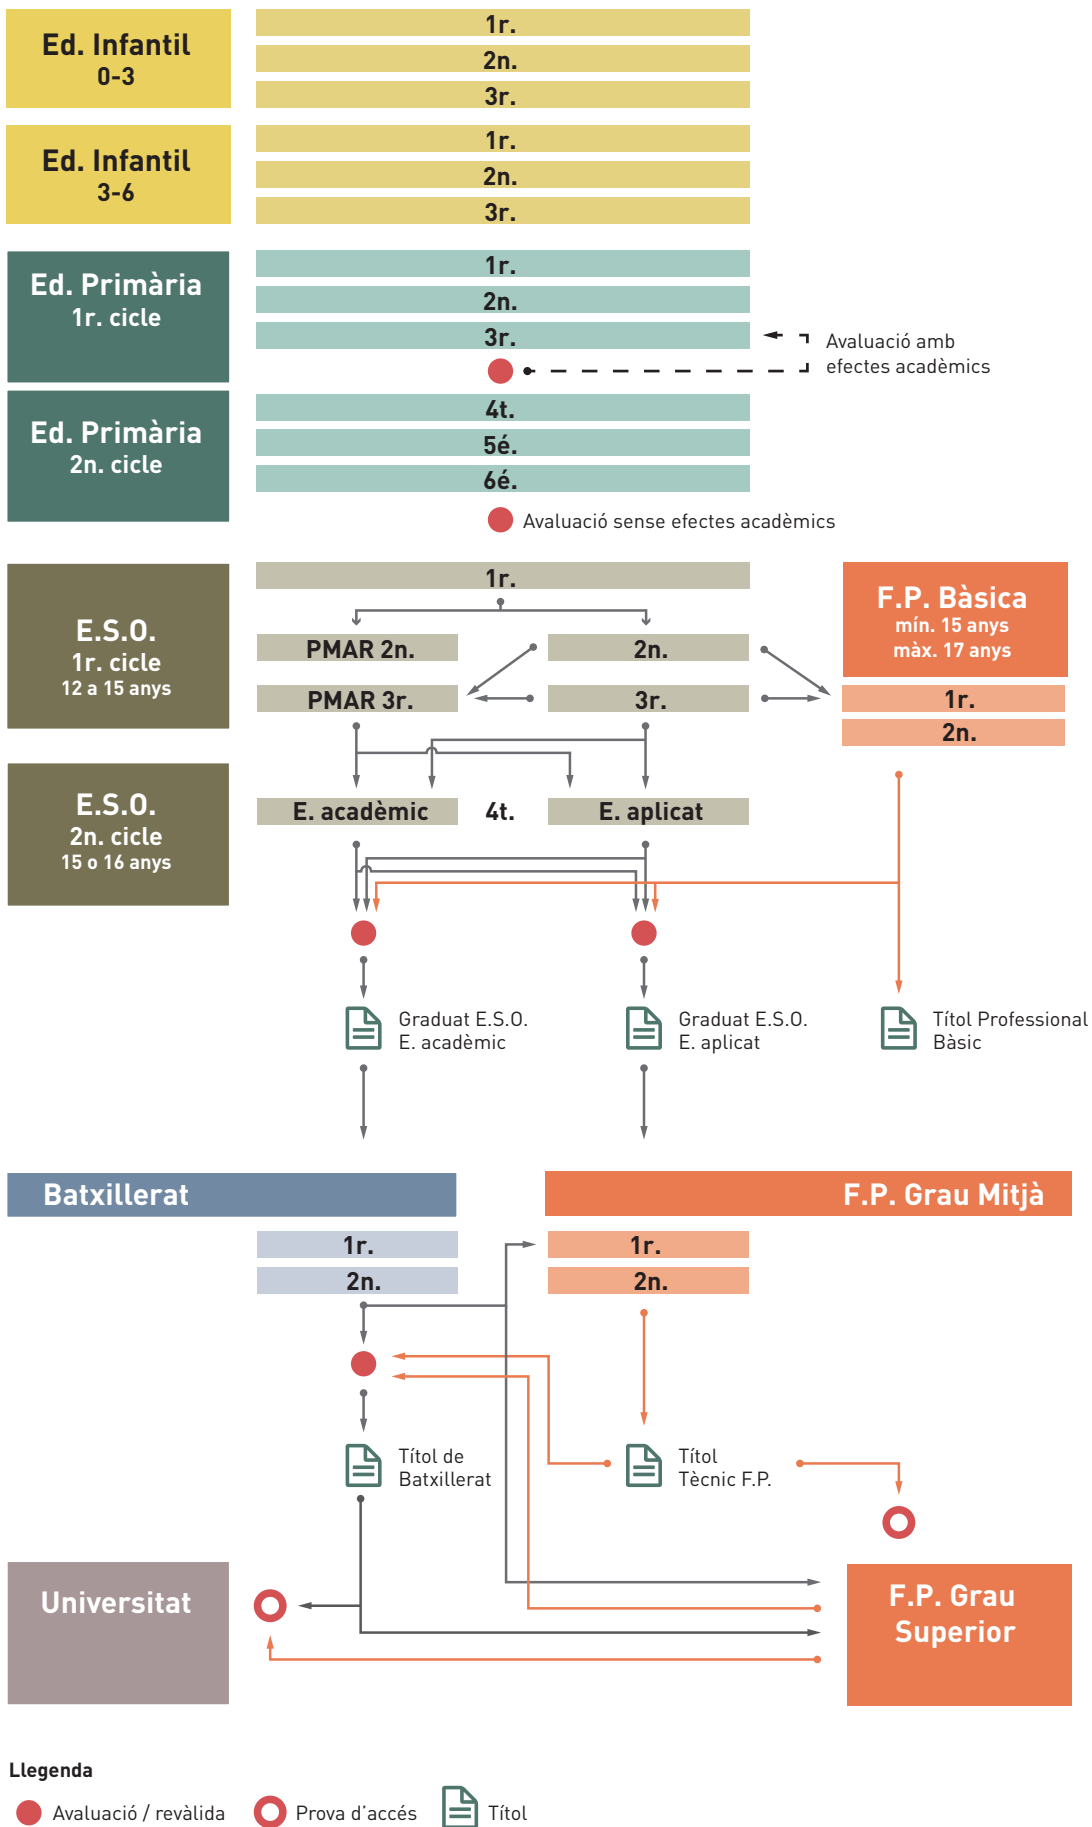 Ed. Infantil
0-3
1r.
2n.
3r.
Ed. Infantil
3-6
1r.
2n.
3r.
Ed. Primària
1r. cicle
1r.
2n.
3r.
Avaluació amb
efectes acadèmics
Ed. Primària
2n. cicle
4t.
5é.
6é.
Avaluació sense efectes acadèmics
E.S.O.
1r. cicle
12 a 15 anys
1r.
PMAR 2n.
2n.
PMAR 3r.
3r.
F.P. Bàsica
mín. 15 anys
màx. 17 anys
1r.
2n.
E.S.O.
2n. cicle
15 o 16 anys
E. acadèmic
4t.
E. aplicat
Graduat E.S.O.
E. acadèmic
Graduat E.S.O.
E. aplicat
Títol Professional
Bàsic
Batxillerat
F.P. Grau Mitjà
1r.
2n.
1r.
2n.
Títol de
Batxillerat
Títol
Tècnic F.P.
Universitat
F.P. Grau
Superior
Llegenda
Avaluació / revàlida
Prova d'accés
Títol